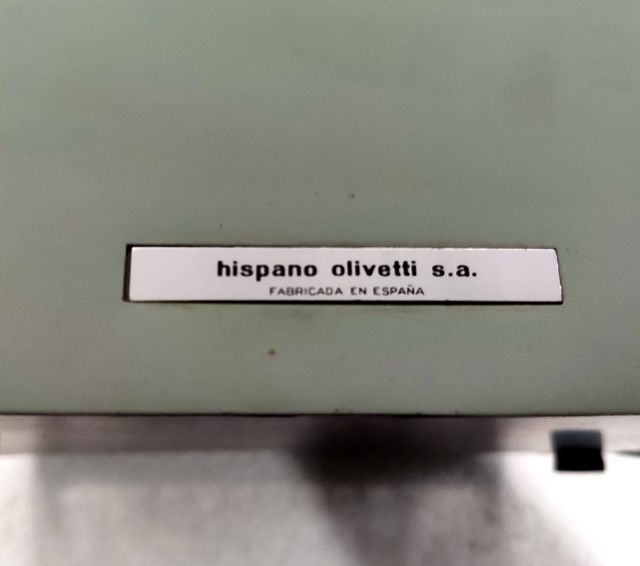 hispano olivetti s.a.
FABRICADA EN ESPAÑA